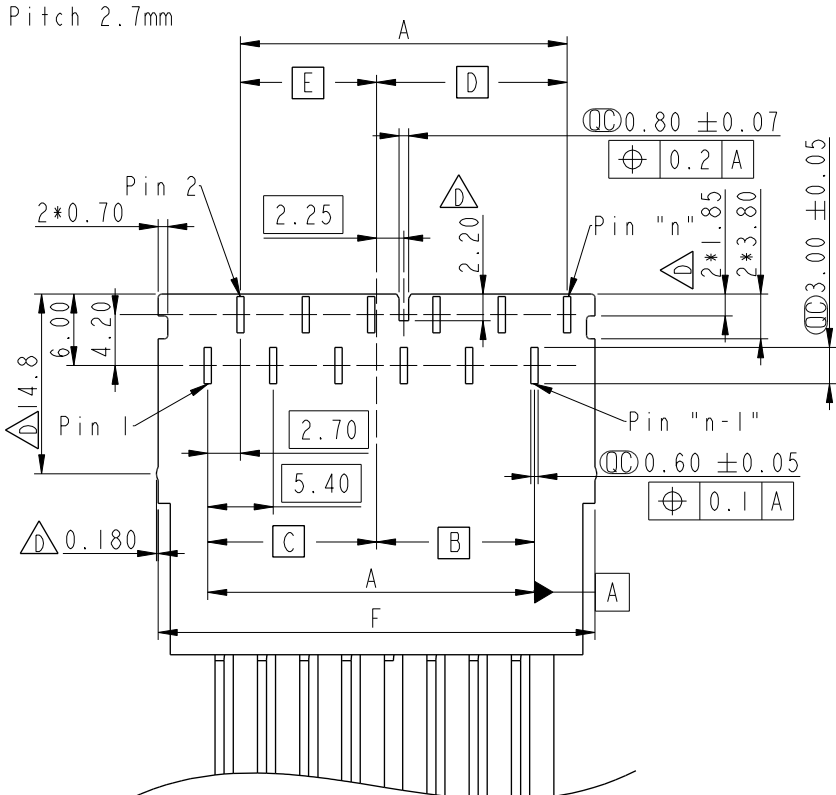 Pitch 2.7mm
A
E
D
QC 0.80 ±0.07
0.2 A
Pin 2
2*0.70
2.25
D
2.20
Pin "n"
D
2*1.85
2*3.80
QC 3.00 ±0.05
6.00
4.20
D 14.8
Pin 1
2.70
5.40
Pin "n-1"
QC 0.60 ±0.05
0.1 A
D 0.180
C
B
A
A
F